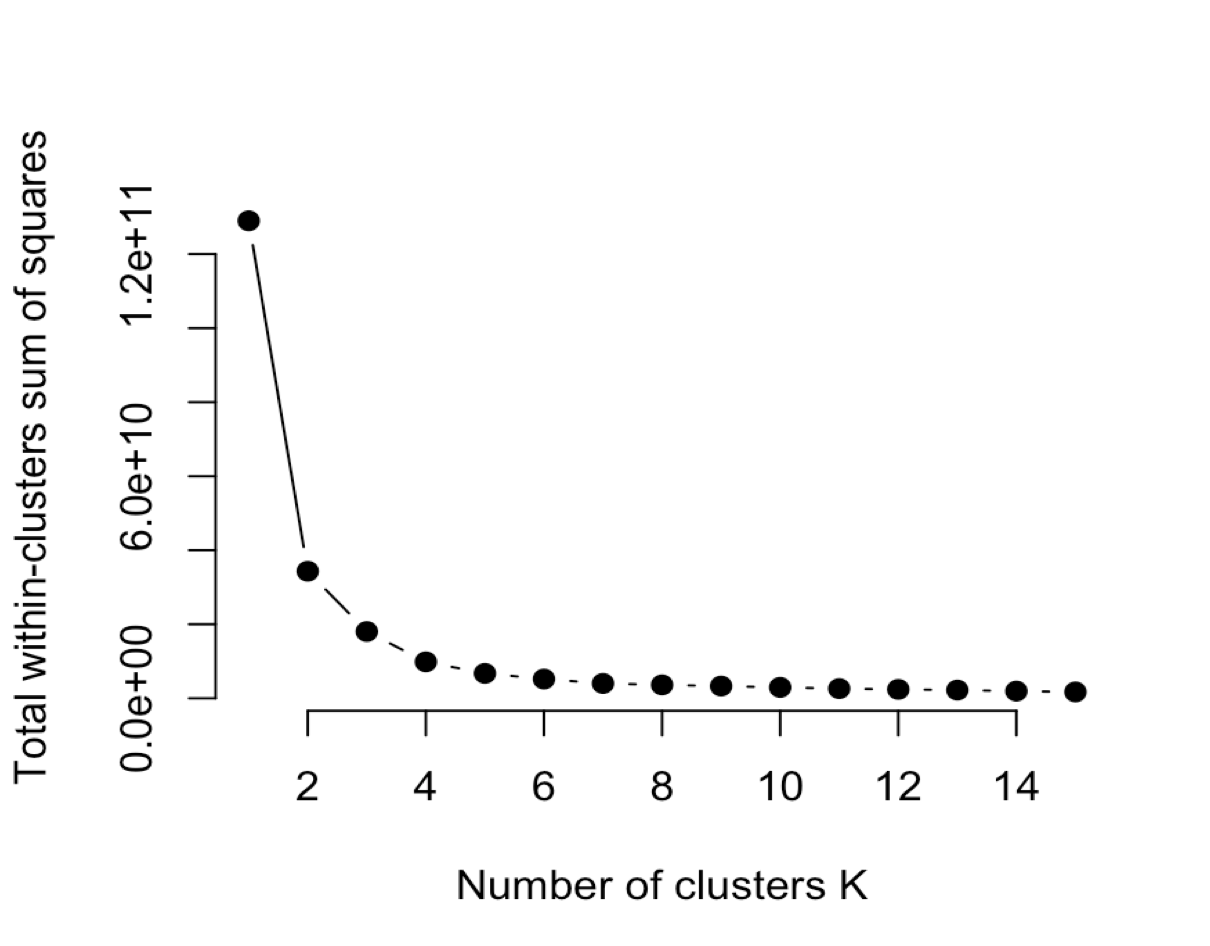 Total within-clusters sum of squares
1.2e+11
6.0e+10
0.0e+00
2 4 6 8 10 12 14
Number of clusters K